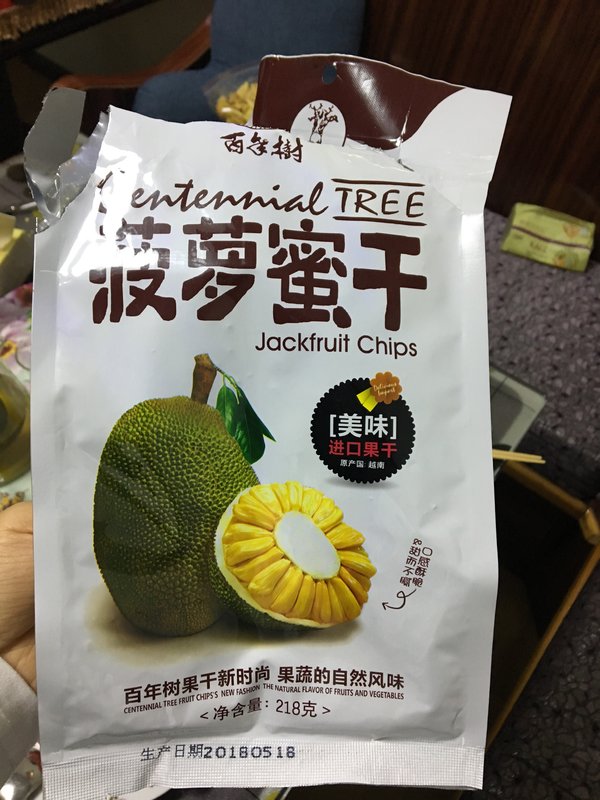 百年樹
Centennial TREE
菠萝蜜干
Jackfruit Chips
Delicious
Import
[美味]
进口果干
原产国 越南
口感酥脆
&甜而不腻
百年树果干新时尚 果蔬的自然风味
CENTENNIAL TREE FRUIT CHIPS'S NEW FASHION THE NATURAL FLAVOR OF FRUITS AND VEGETABLES
<净含量:218克>
生产日期20180518